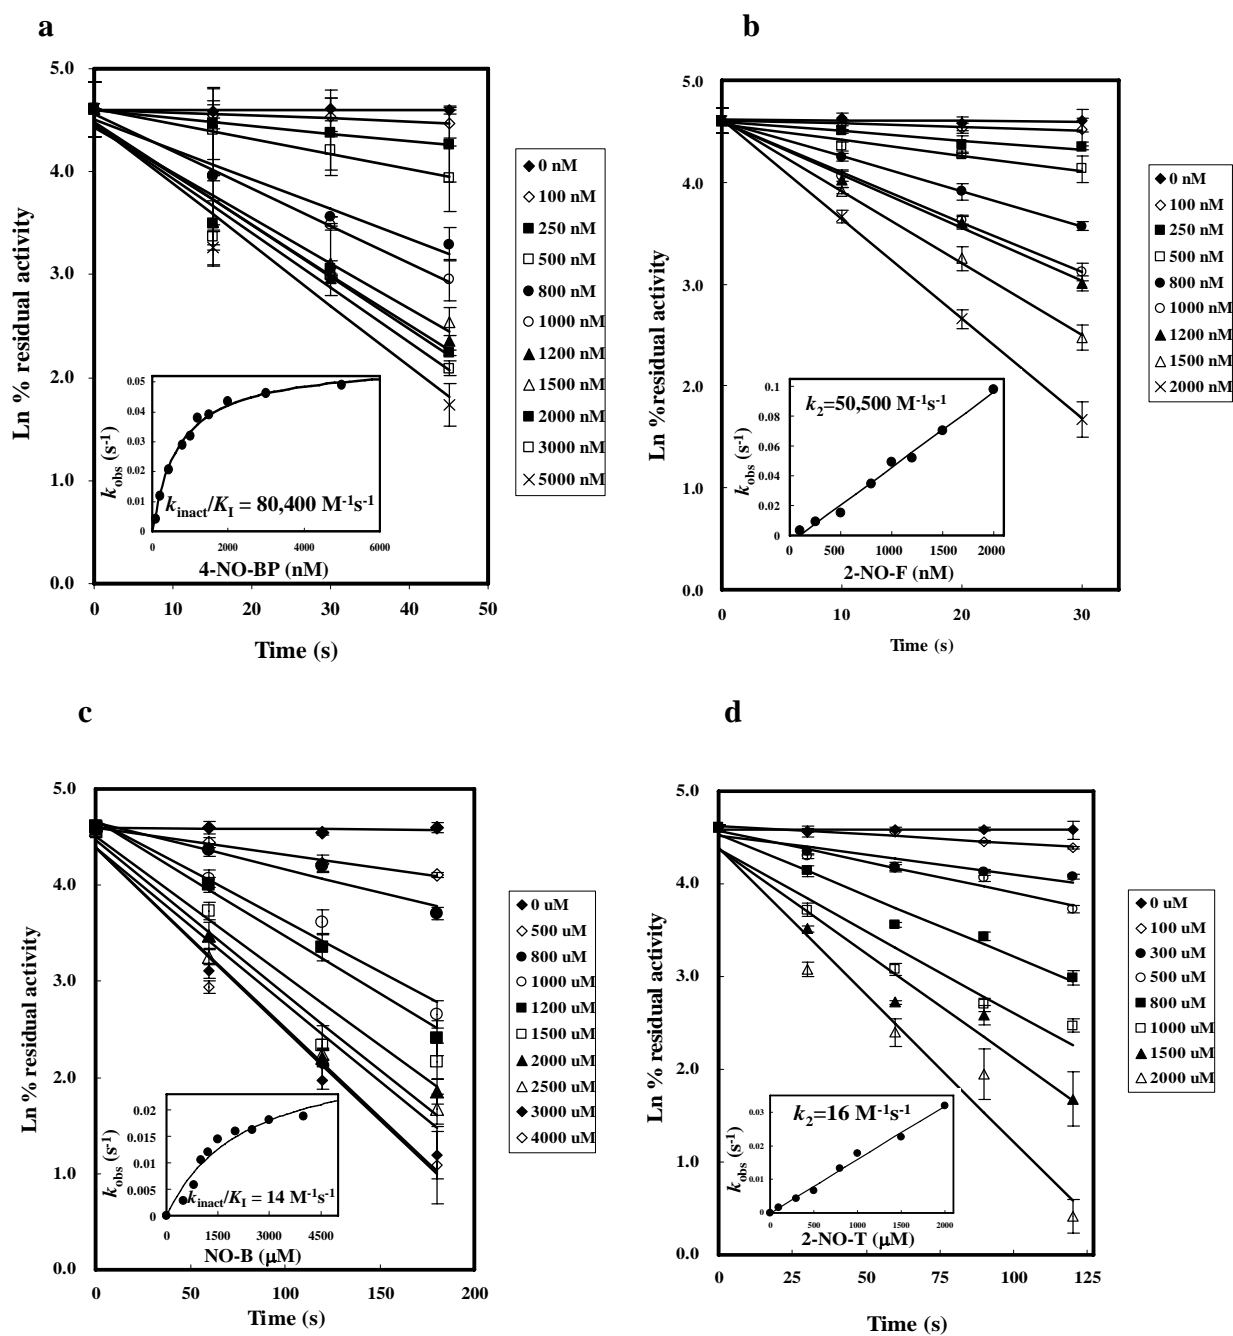 a
5.0
4.0
3.0
2.0
1.0
0.0
Ln % residual activity
0 10 20 30 40 50
Time (s)
0 nM
100 nM
250 nM
500 nM
800 nM
1000 nM
1200 nM
1500 nM
2000 nM
3000 nM
5000 nM
0.05
0.04
0.03
0.02
0.01
0
kobs (s-1)
kinact/KI = 80,400 M-1s-1
0 2000 4000 6000
4-NO-BP (nM)
b
5.0
4.0
3.0
2.0
1.0
0.0
Ln %residual activity
0 10 20 30
Time (s)
0 nM
100 nM
250 nM
500 nM
800 nM
1000 nM
1200 nM
1500 nM
2000 nM
k2=50,500 M-1s-1
0.1
0.08
0.06
0.04
0.02
0
kobs (s-1)
0 500 1000 1500 2000
2-NO-F (nM)
c
5.0
4.0
3.0
2.0
1.0
0.0
Ln % residual activity
0 50 100 150 200
Time (s)
0 uM
500 uM
800 uM
1000 uM
1200 uM
1500 uM
2000 uM
2500 uM
3000 uM
4000 uM
0.02
0.015
0.01
0.005
0
kobs (s-1)
kinact/KI = 14 M-1s-1
0 1500 3000 4500
NO-B (μM)
d
5.0
4.0
3.0
2.0
1.0
0.0
Ln % residual activity
0 25 50 75 100 125
Time (s)
0 uM
100 uM
300 uM
500 uM
800 uM
1000 uM
1500 uM
2000 uM
k2=16 M-1s-1
0.03
0.02
0.01
0
kobs (s-1)
0 500 1000 1500 2000
2-NO-T (μM)